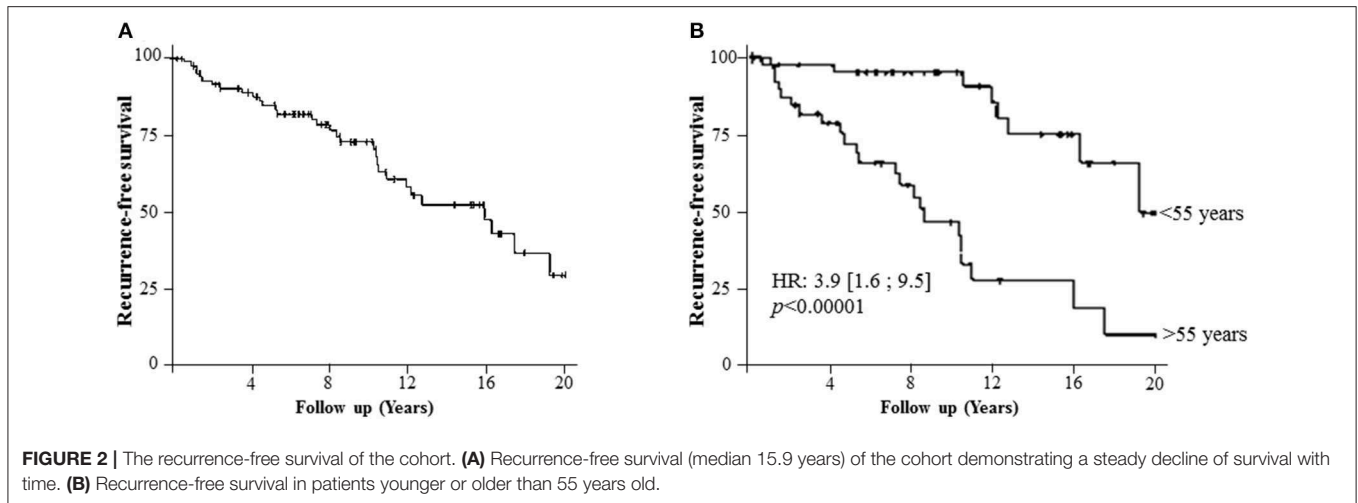 A
Recurrence-free survival
100
75
50
25
0
4 8 12 16 20
Follow up (Years)
B
Recurrence-free survival
100
75
50
25
0
<55 years
HR: 3.9 [1.6 ; 9.5]
p<0.00001
>55 years
4 8 12 16 20
Follow up (Years)
FIGURE 2 | The recurrence-free survival of the cohort. (A) Recurrence-free survival (median 15.9 years) of the cohort demonstrating a steady decline of survival with
time. (B) Recurrence-free survival in patients younger or older than 55 years old.